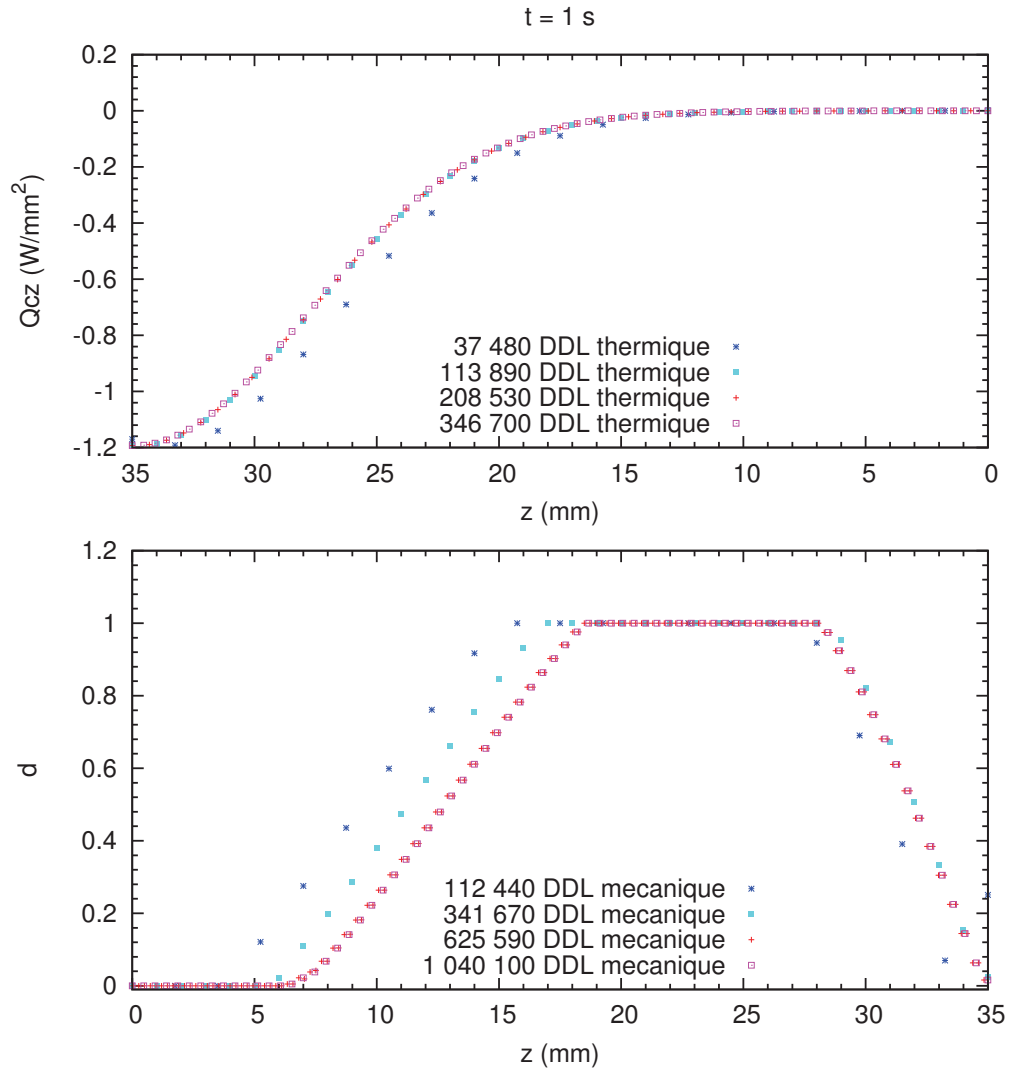 t = 1 s
0.2
0
-0.2
-0.4
-0.6
-0.8
-1
-1.2
Qcz (W/mm²)
37 480 DDL thermique
113 890 DDL thermique
208 530 DDL thermique
346 700 DDL thermique
35 30 25 20 15 10 5 0
z (mm)
1.2
1
0.8
0.6
0.4
0.2
0
d
112 440 DDL mecanique
341 670 DDL mecanique
625 590 DDL mecanique
1 040 100 DDL mecanique
0 5 10 15 20 25 30 35
z (mm)